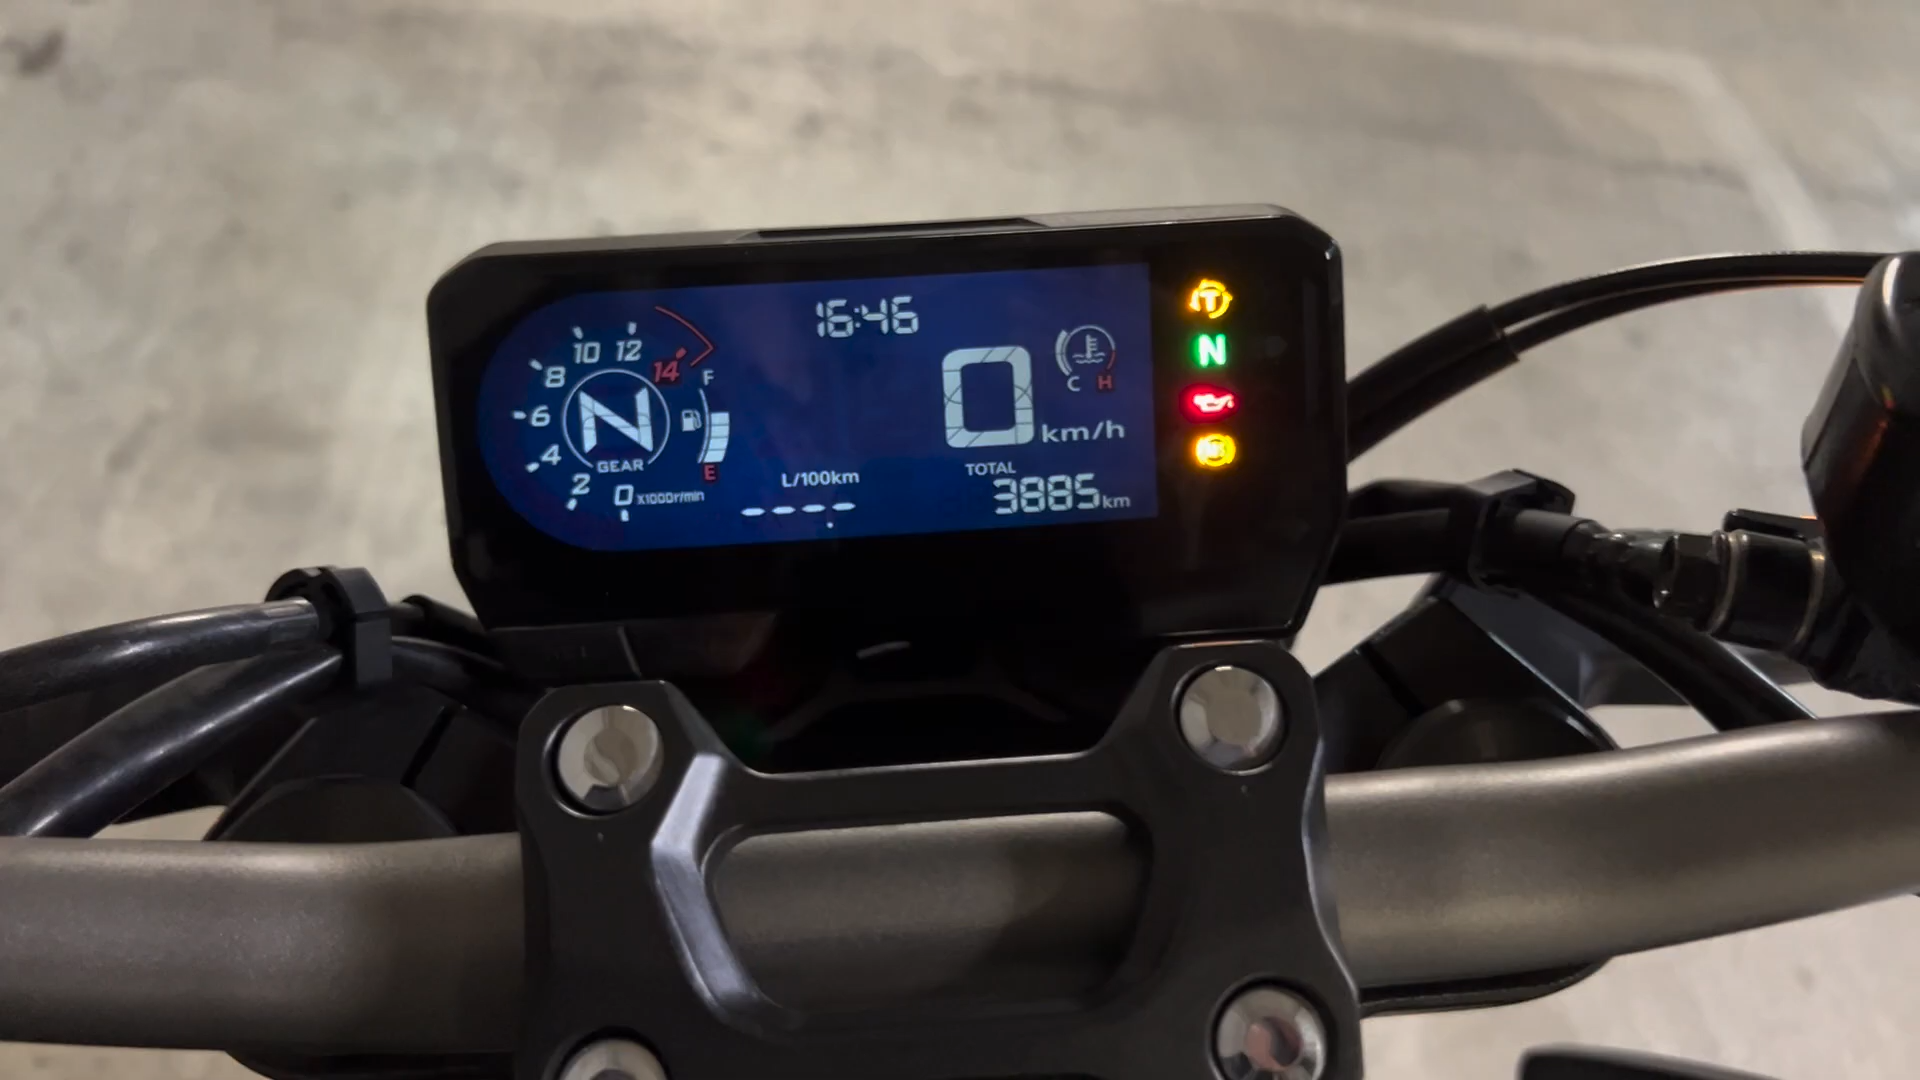 16:46
10 12
14
8
F
6
N
4
GEAR
E
2
0 X1000r/min
L/100km
----
0
km/h
C H
TOTAL
3885km
T
N